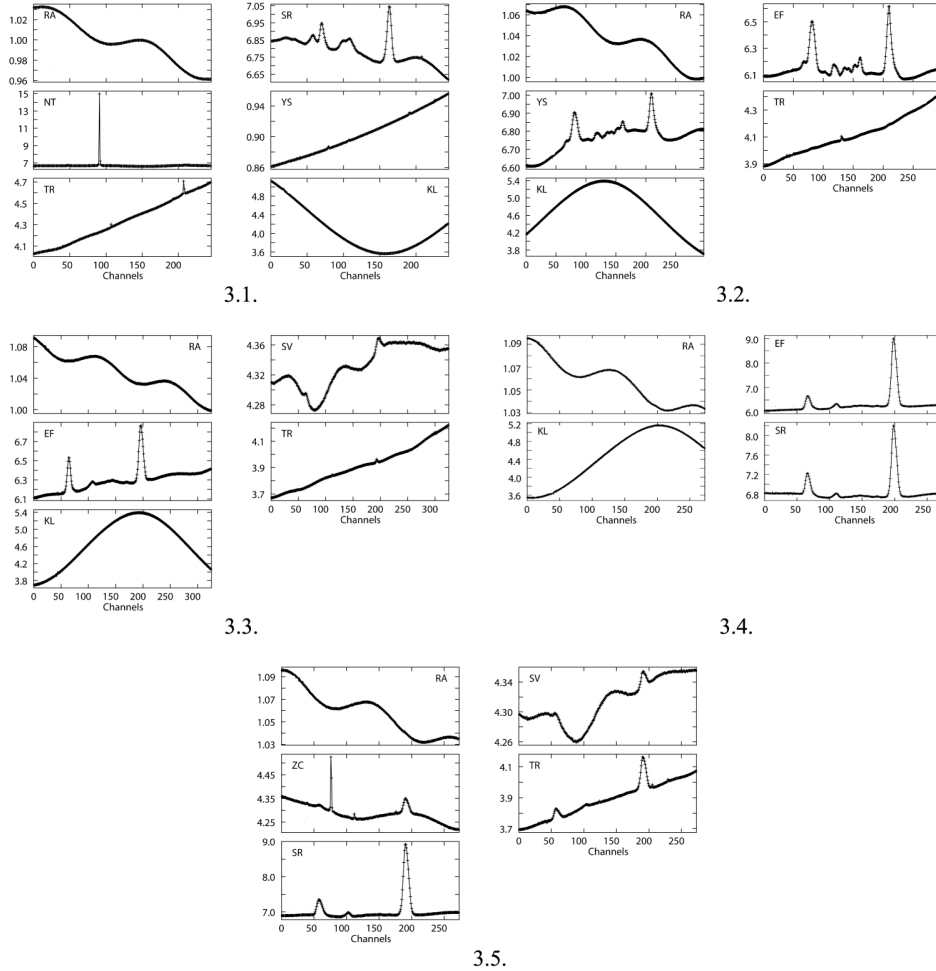 RA
1.02
1.00
0.98
0.96
NT
15
13
11
9
7
TR
4.7
4.5
4.3
4.1
0 50 100 150 200
Channels
SR
7.05
6.95
6.85
6.75
6.65
YS
0.94
0.90
0.86
KL
4.8
4.4
4.0
3.6
0 50 100 150 200
Channels
3.1.
RA
1.06
1.04
1.02
1.00
YS
7.00
6.90
6.80
6.70
6.60
KL
5.4
5.0
4.6
4.2
3.8
0 50 100 150 200 250
Channels
EF
6.5
6.3
6.1
TR
4.3
4.1
3.9
0 50 100 150 200 250
Channels
3.2.
RA
1.08
1.04
1.00
EF
6.7
6.5
6.3
6.1
KL
5.4
5.0
4.6
4.2
3.8
0 50 100 150 200 250 300
Channels
SV
4.36
4.32
4.28
TR
4.1
3.9
3.7
0 50 100 150 200 250 300
Channels
3.3.
RA
1.09
1.07
1.05
1.03
KL
5.2
4.8
4.4
4.0
3.6
0 50 100 150 200 250
Channels
EF
9.0
8.0
7.0
6.0
SR
8.0
7.5
7.0
0 50 100 150 200 250
Channels
3.4.
RA
1.09
1.07
1.05
1.03
ZC
4.45
4.35
4.25
SR
9.0
8.0
7.0
0 50 100 150 200 250
Channels
SV
4.34
4.30
4.26
TR
4.1
3.9
3.7
0 50 100 150 200 250
Channels
3.5.